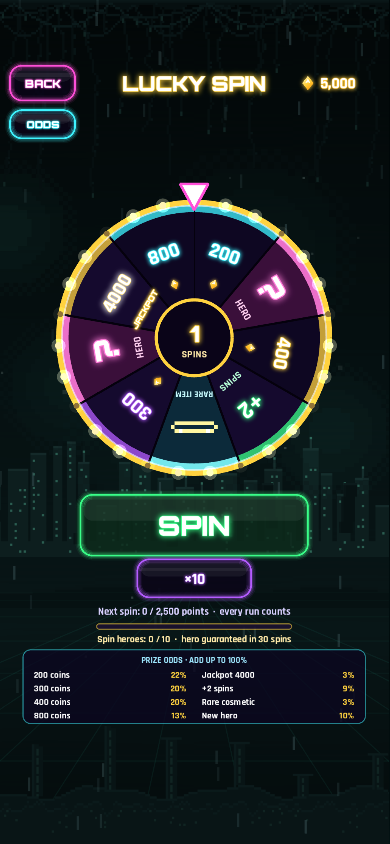 BACK
LUCKY SPIN
5,000
ODDS
800
200
4000
JACKPOT
?
HERO
?
HERO
400
1
SPINS
300
RARE ITEM
+2
SPINS
SPIN
×10
Next spin: 0 / 2,500 points · every run counts
Spin heroes: 0 / 10 · hero guaranteed in 30 spins
PRIZE ODDS · ADD UP TO 100%
200 coins 22% Jackpot 4000 3%
300 coins 20% +2 spins 9%
400 coins 20% Rare cosmetic 3%
800 coins 13% New hero 10%